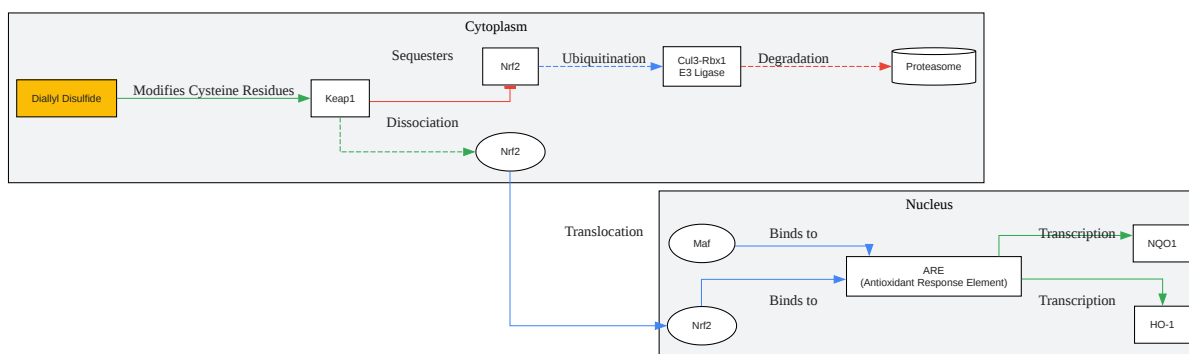 Cytoplasm
Sequesters
Nrf2
Ubiquitination
Cul3-Rbx1
E3 Ligase
Degradation
Proteasome
Diallyl Disulfide
Modifies Cysteine Residues
Keap1
Dissociation
Nrf2
Translocation
Nucleus
Maf
Binds to
Transcription
NQO1
ARE
(Antioxidant Response Element)
Nrf2
Binds to
Transcription
HO-1